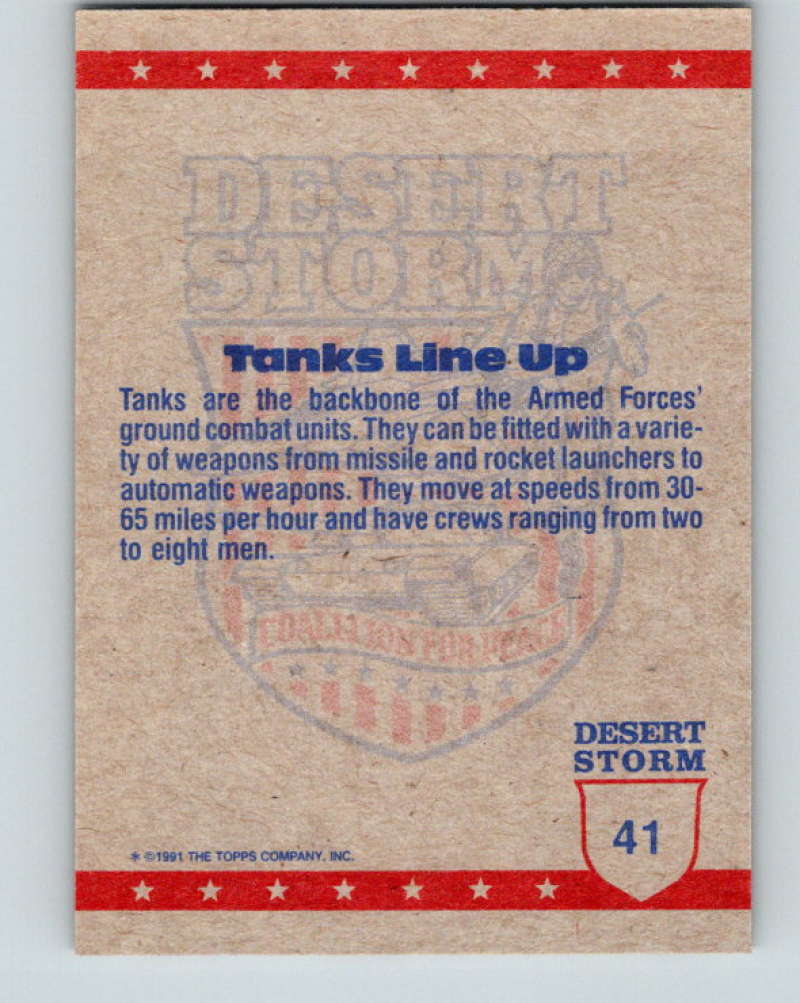 DESERT
STORM
Tanks Line Up
Tanks are the backbone of the Armed Forces'
ground combat units. They can be fitted with a varie-
ty of weapons from missile and rocket launchers to
automatic weapons. They move at speeds from 30-
65 miles per hour and have crews ranging from two
to eight men.
COALITION FOR PEACE
DESERT
STORM
41
* ©1991 THE TOPPS COMPANY, INC.